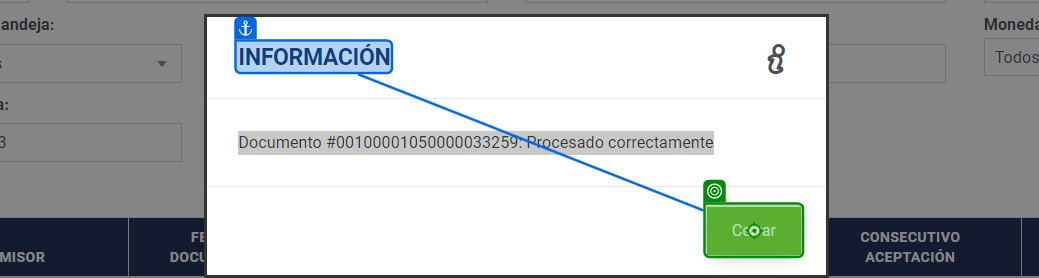 andeja:
Moneda
INFORMACIÓN
s
Todos
a:
3
Documento #00100001050000033259: Procesado correctamente
Cerrar
MISOR
FE
DOCU
CONSECUTIVO
ACEPTACIÓN